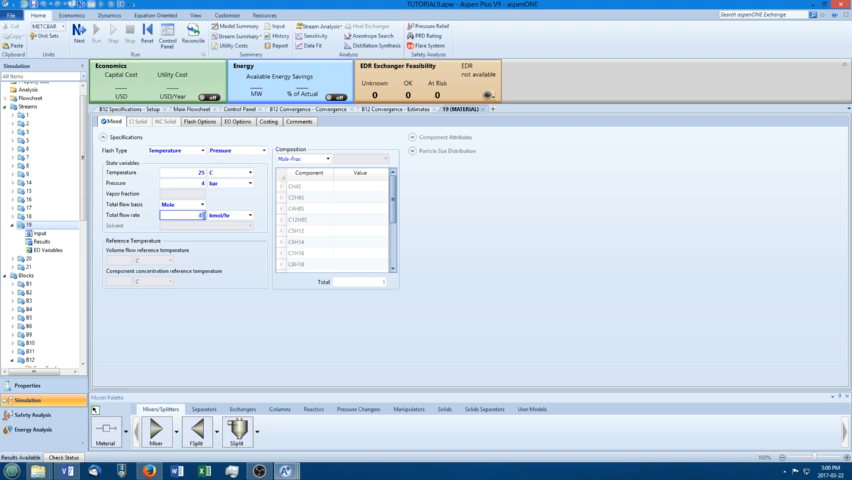 TUTORIAL5.apw - Aspen Plus V9 - aspenONE
File Home Economics Dynamics Equation Oriented View Customize Resources
Search aspenONE Exchange
Cut METCBAR Unit Sets
Copy
Paste
Clipboard Units
Next Run Step Stop Reset Control Panel Reconcile
Run
Model Summary Input
Stream Summary History
Utility Costs Report
Summary
Stream Analysis Heat Exchanger
Sensitivity Azeotrope Search
Data Fit Distillation Synthesis
Analysis
Pressure Relief
PRD Rating
Flare System
Safety Analysis
Economics
Capital Cost Utility Cost
USD USD/Year off
Energy
Available Energy Savings
MW % of Actual off
EDR Exchanger Feasibility
EDR not available
Unknown OK At Risk
0 0 0
Simulation
All Items
Analysis
Flowsheet
Streams
1
2
3
4
5
6
7
8
9
14
15
16
17
18
19
Input
Results
EO Variables
20
21
Blocks
B1
B2
B3
B4
B5
B6
B8
B9
B10
B11
B12
Properties
Simulation
Safety Analysis
Energy Analysis
B12 Specifications - Setup Main Flowsheet Control Panel B12 Convergence - Convergence B12 Convergence - Estimates 19 (MATERIAL)
Mixed CI Solid NC Solid Flash Options EO Options Costing Comments
Specifications
Flash Type Temperature Pressure
State variables
Temperature 25 C
Pressure 4 bar
Vapor fraction
Total flow basis Mole
Total flow rate kmol/hr
Solvent
Reference Temperature
Volume flow reference temperature
C
Component concentration reference temperature
C
Composition
Mole-Frac
Component Value
CH4S
C2H6S
C4H8S
C12H8S
C5H12
C6H14
C7H16
C8H18
Total 1
Component Attributes
Particle Size Distribution
Model Palette
Mixers/Splitters Separators Exchangers Columns Reactors Pressure Changers Manipulators Solids Solids Separators User Models
Material Mixer FSplit SSplit
Results Available Check Status
100%
3:00 PM
2017-03-22